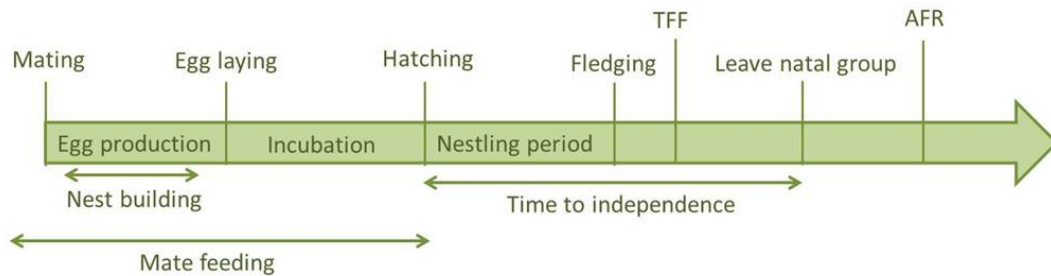 TFF
AFR
Mating
Egg laying
Hatching
Fledging
Leave natal group
Egg production
Incubation
Nestling period
Nest building
Time to independence
Mate feeding